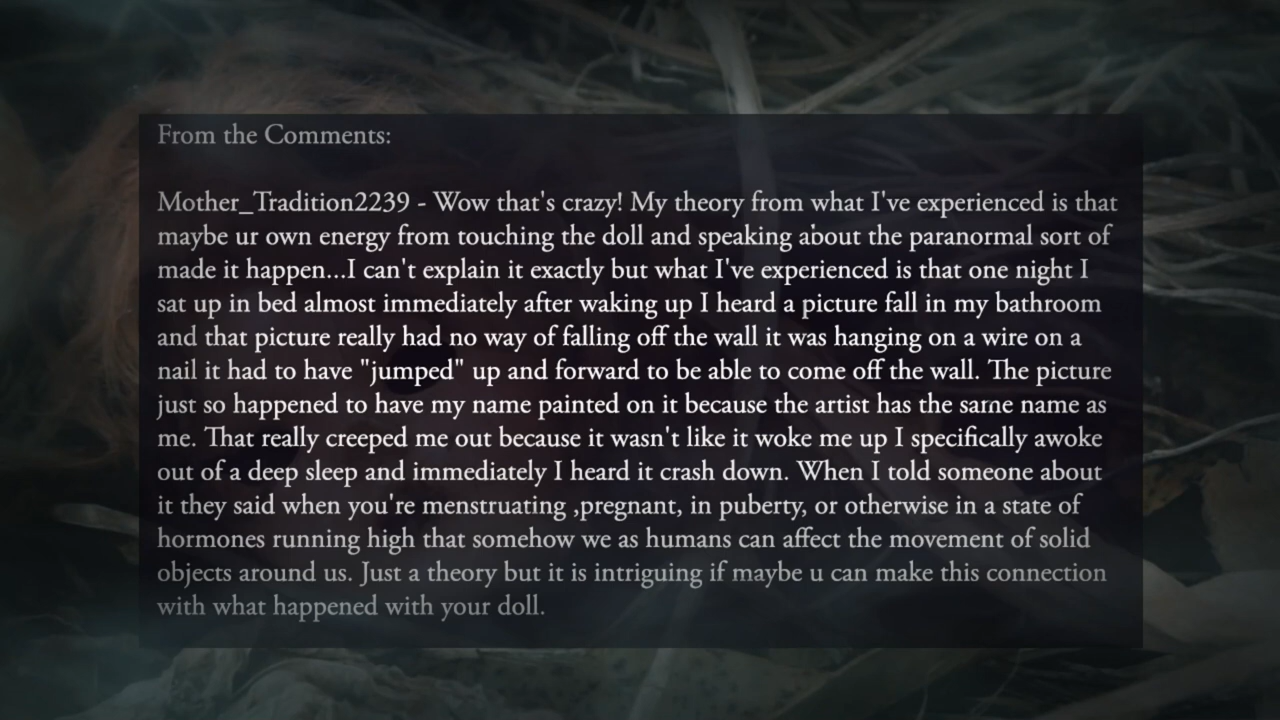 From the Comments:
Mother_Tradition2239 - Wow that's crazy! My theory from what I've experienced is that
maybe ur own energy from touching the doll and speaking about the paranormal sort of
made it happen...I can't explain it exactly but what I've experienced is that one night I
sat up in bed almost immediately after waking up I heard a picture fall in my bathroom
and that picture really had no way of falling off the wall it was hanging on a wire on a
nail it had to have "jumped" up and forward to be able to come off the wall. The picture
just so happened to have my name painted on it because the artist has the same name as
me. That really creeped me out because it wasn't like it woke me up I specifically awoke
out of a deep sleep and immediately I heard it crash down. When I told someone about
it they said when you're menstruating ,pregnant, in puberty, or otherwise in a state of
hormones running high that somehow we as humans can affect the movement of solid
objects around us. Just a theory but it is intriguing if maybe u can make this connection
with what happened with your doll.